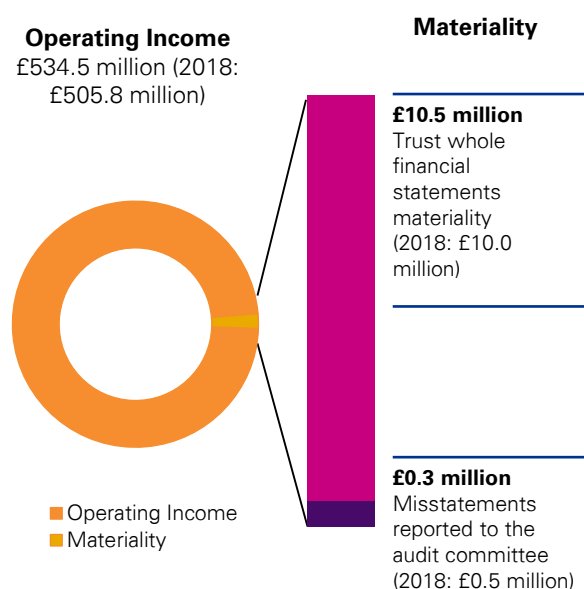 Operating Income
£534.5 million (2018:
£505.8 million)
Materiality
£10.5 million
Trust whole
financial
statements
materiality
(2018: £10.0
million)
£0.3 million
Misstatements
reported to the
audit committee
(2018: £0.5 million)
Operating Income
Materiality